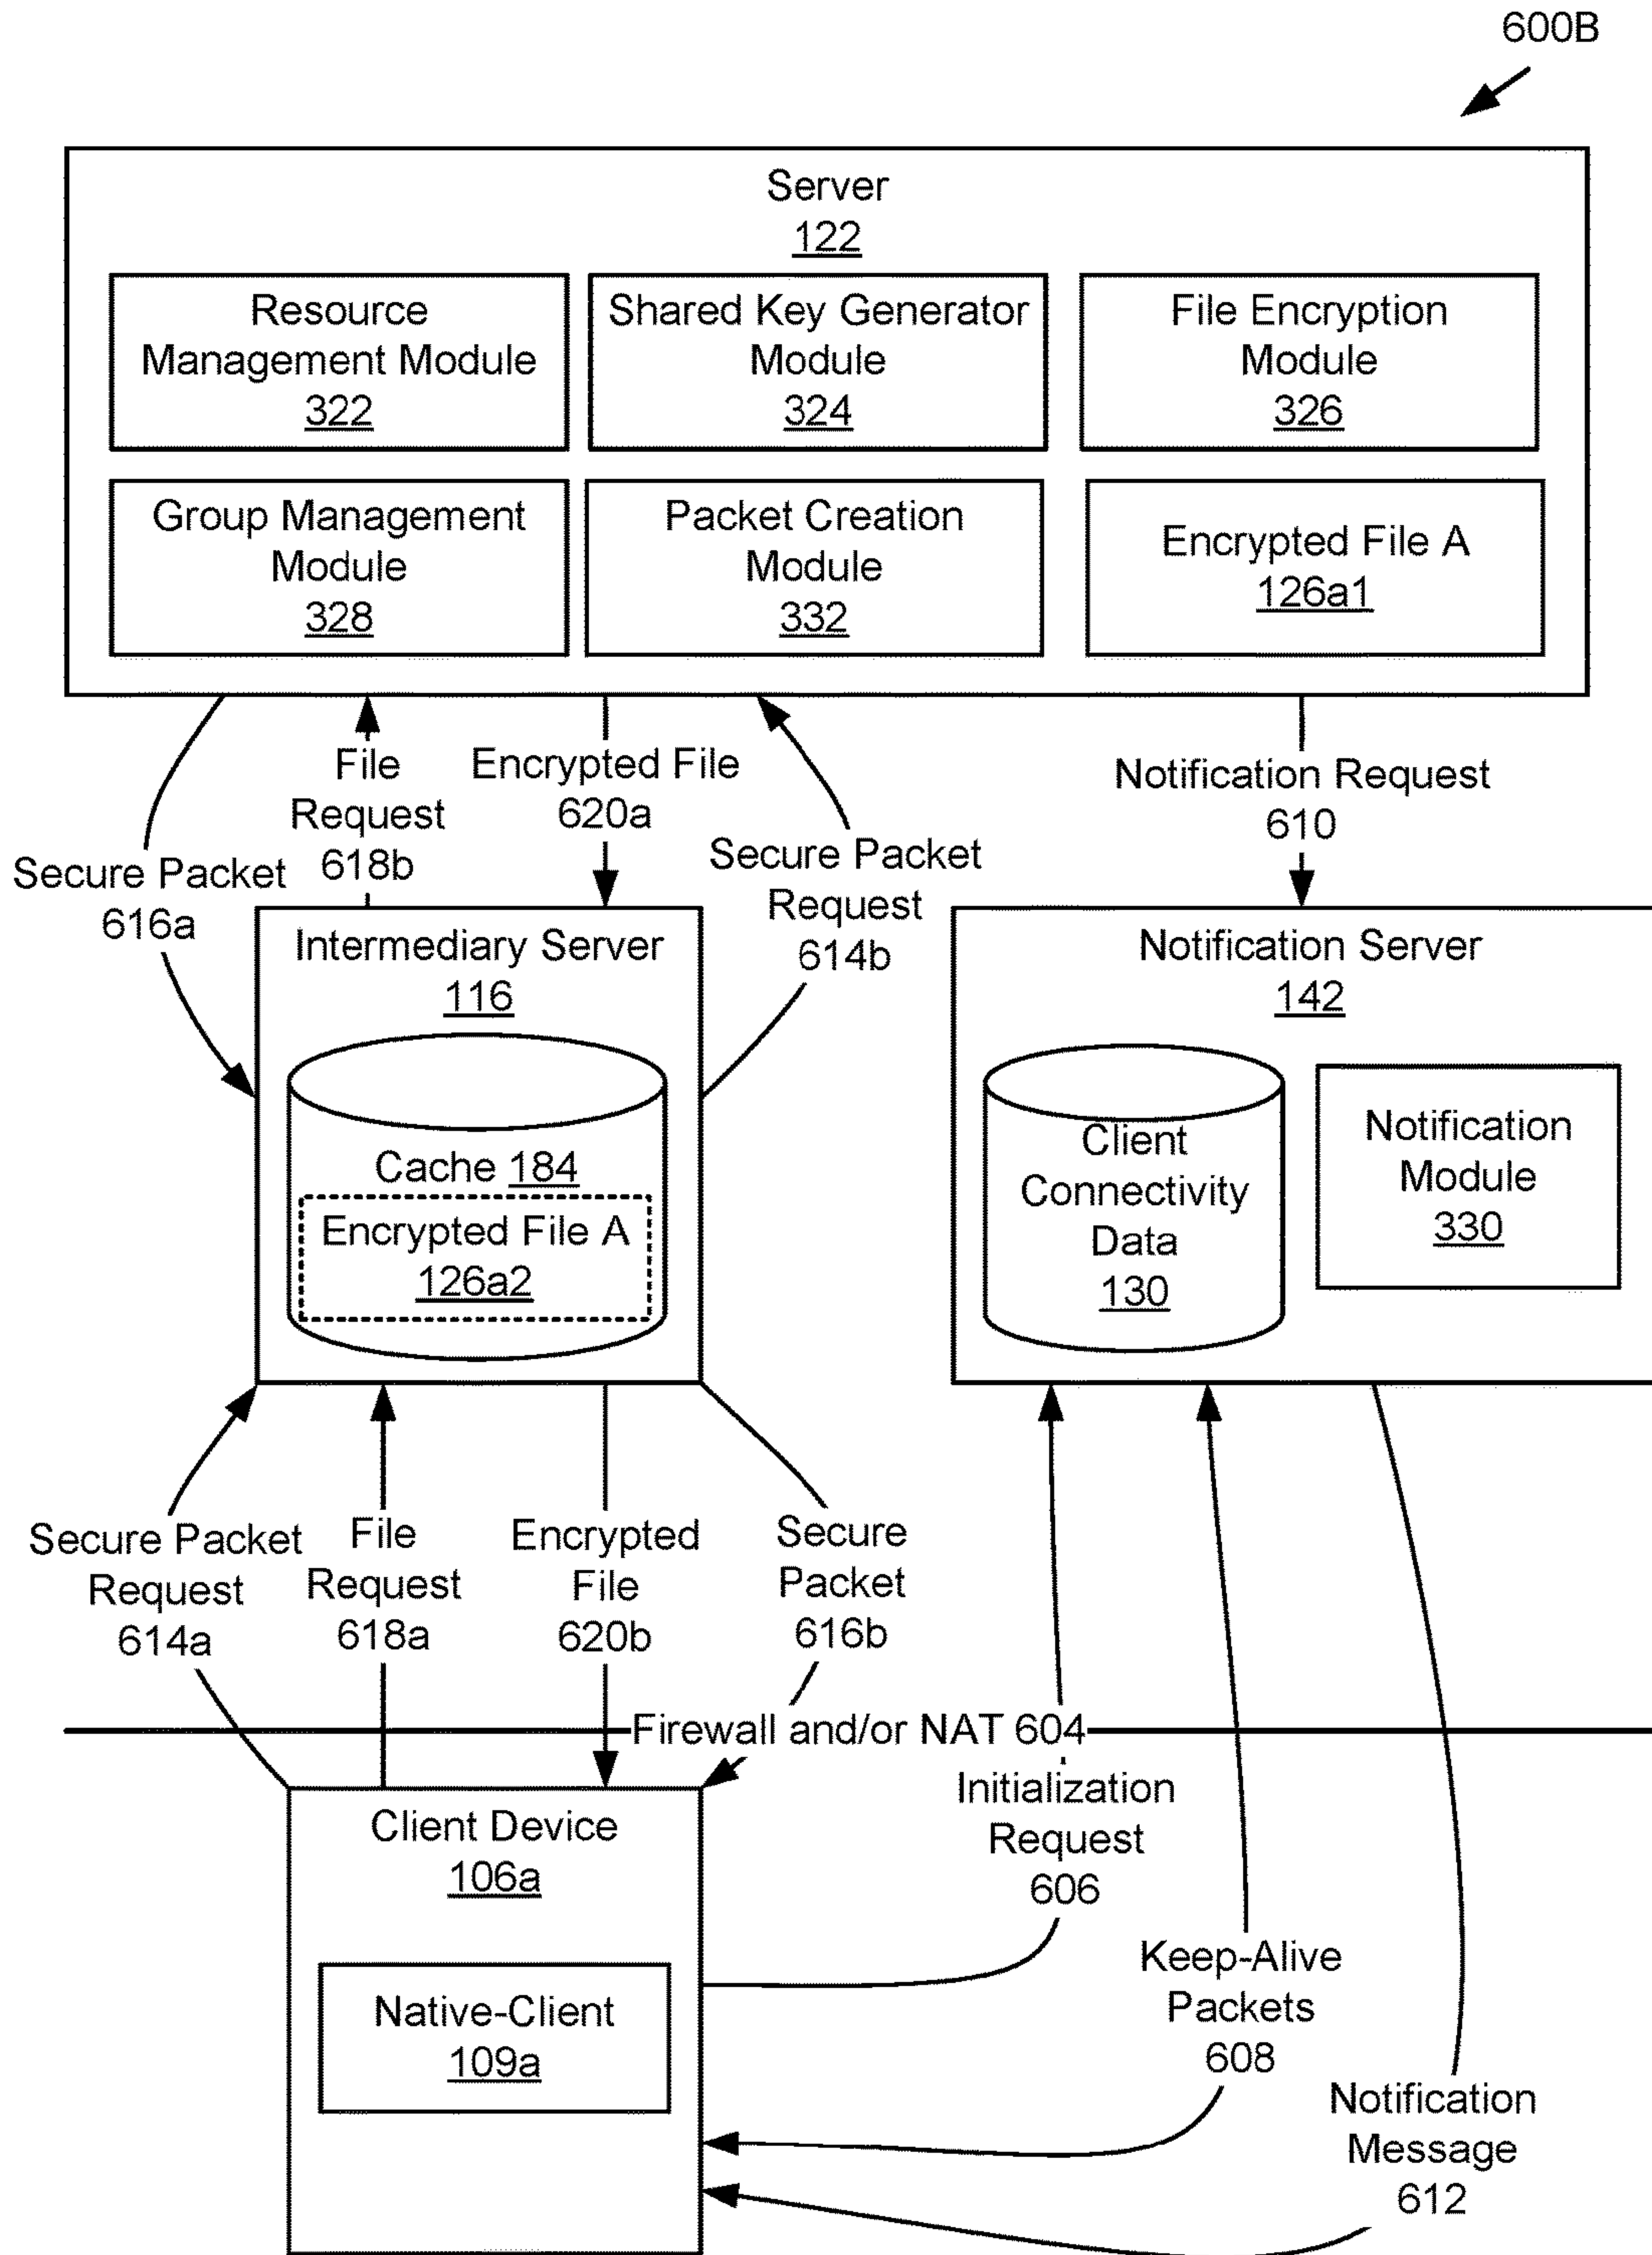 600B
Server
122
Resource
Management Module
322
Shared Key Generator
Module
324
File Encryption
Module
326
Group Management
Module
328
Packet Creation
Module
332
Encrypted File A
126a1
Secure Packet
616a
File
Request
618b
Encrypted File
620a
Secure Packet
Request
614b
Notification Request
610
Intermediary Server
116
Cache 184
Encrypted File A
126a2
Notification Server
142
Client
Connectivity
Data
130
Notification
Module
330
Secure Packet
Request
614a
File
Request
618a
Encrypted
File
620b
Secure
Packet
616b
Firewall and/or NAT 604
Client Device
106a
Native-Client
109a
Initialization
Request
606
Keep-Alive
Packets
608
Notification
Message
612